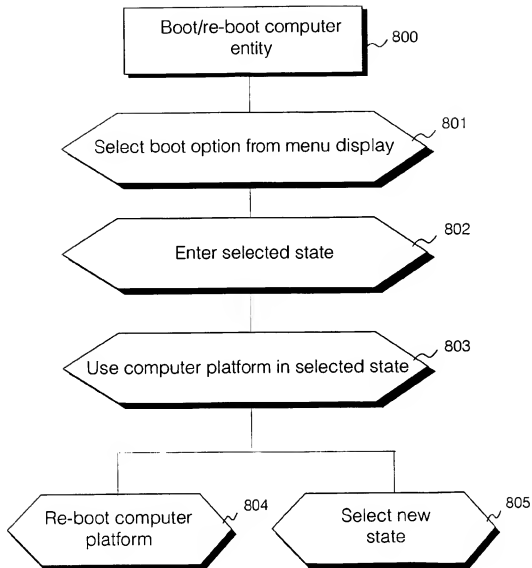 Boot/re-boot computer
entity
800
Select boot option from menu display
801
Enter selected state
802
Use computer platform in selected state
803
Re-boot computer
platform
804
Select new
state
805